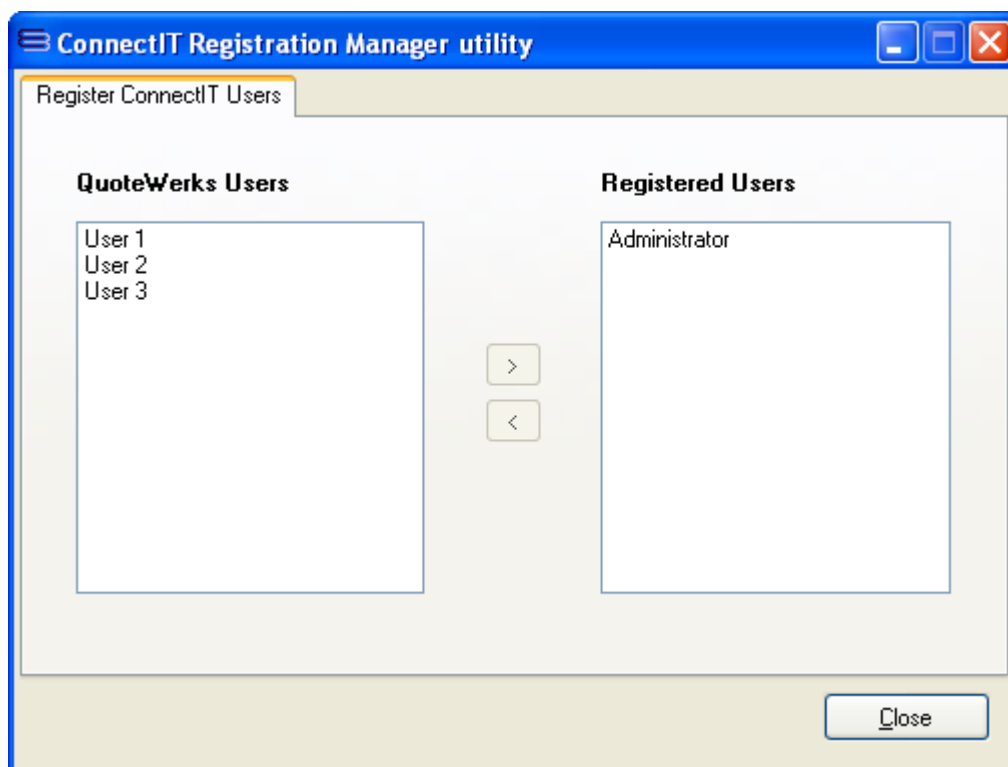 ConnectIT Registration Manager utility
Register ConnectIT Users
QuoteWerks Users
Registered Users
User 1
User 2
User 3
Administrator
>
<
Close